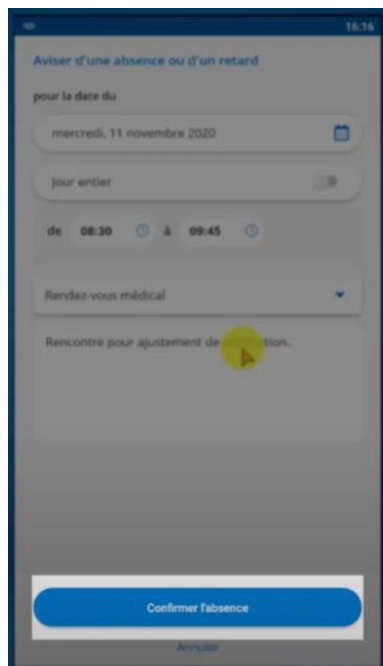 16:16
Aviser d'une absence ou d'un retard
pour la date du
mercredi, 11 novembre 2020
Jour entier
de 08:30 à 09:45
Rendez-vous médical
Rencontre pour ajustement de
Confirmer l'absence
Annuler